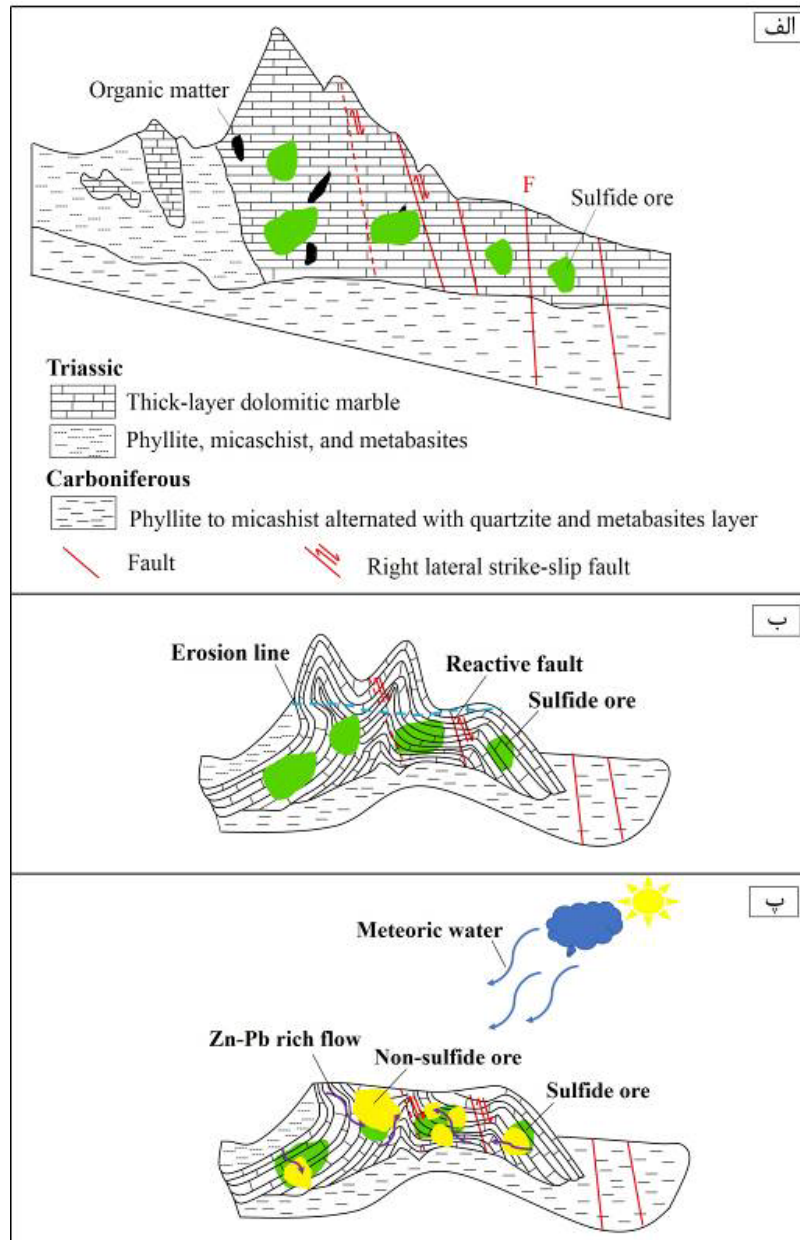 الف
Organic matter
F
Sulfide ore
Triassic
Thick-layer dolomitic marble
Phyllite, micaschist, and metabasites
Carboniferous
Phyllite to micashist alternated with quartzite and metabasites layer
Fault
Right lateral strike-slip fault
ب
Erosion line
Reactive fault
Sulfide ore
پ
Meteoric water
Zn-Pb rich flow
Non-sulfide ore
Sulfide ore